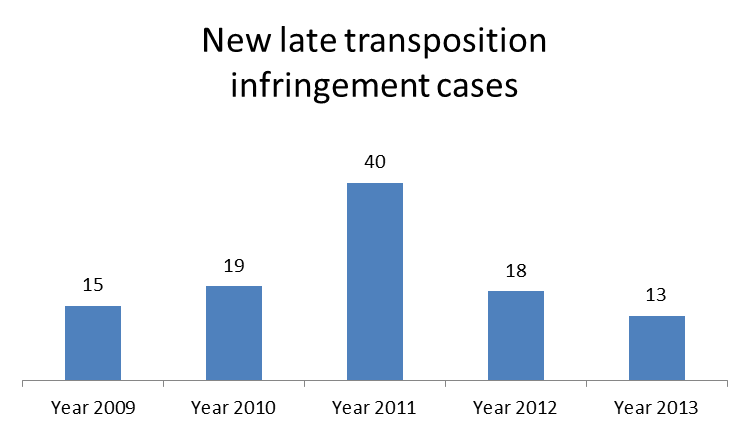 New late transposition
infringement cases
40
19
18
15
13
Year 2009
Year 2010
Year 2011
Year 2012
Year 2013